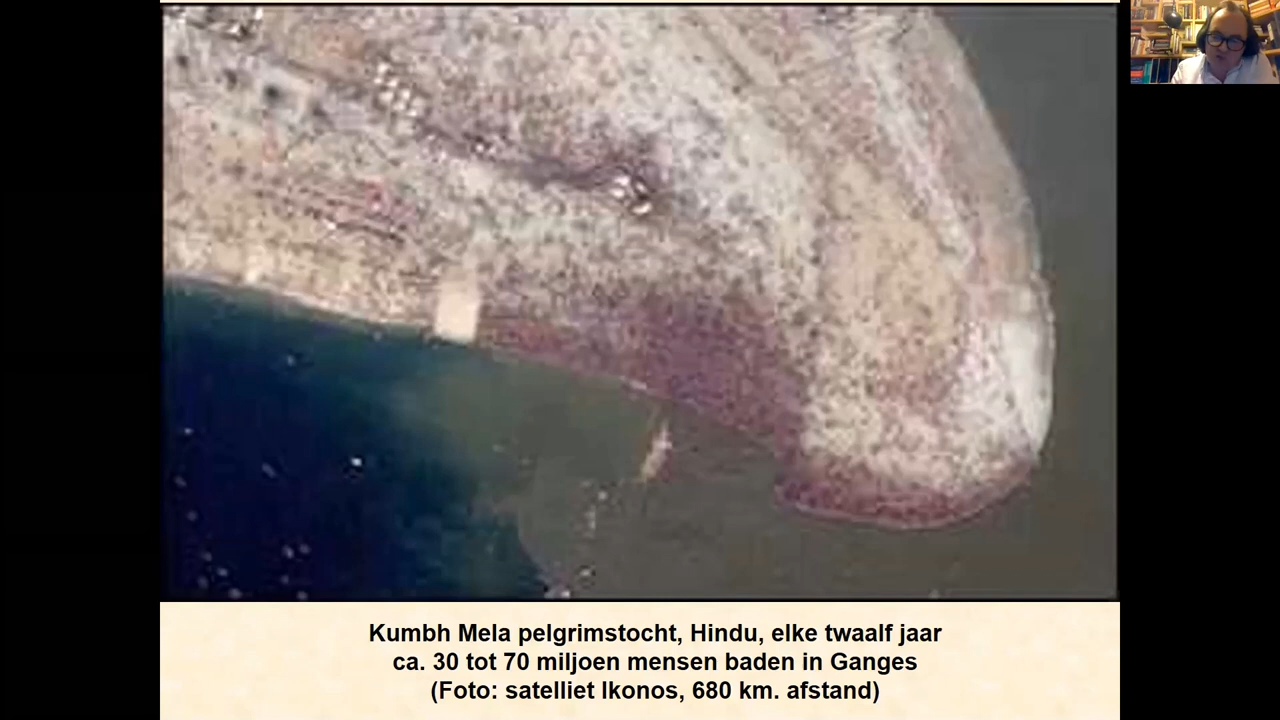 Kumbh Mela pelgrimstocht, Hindu, elke twaalf jaar
ca. 30 tot 70 miljoen mensen baden in Ganges
(Foto: satelliet Ikonos, 680 km. afstand)